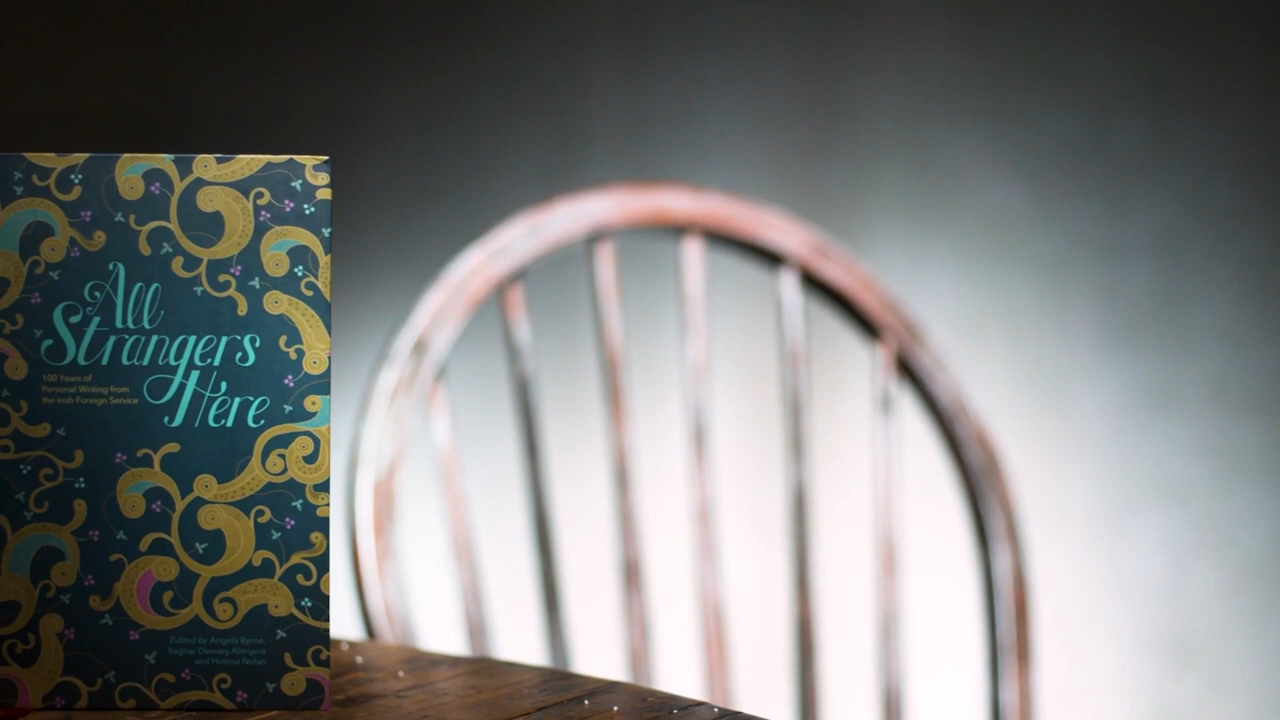 All
Strangers
Here
100 Years of
Personal Writing from
the Irish Foreign Service
Edited by Angela Byrne,
Ragnar Deeney Almqvist
and Helena Nolan